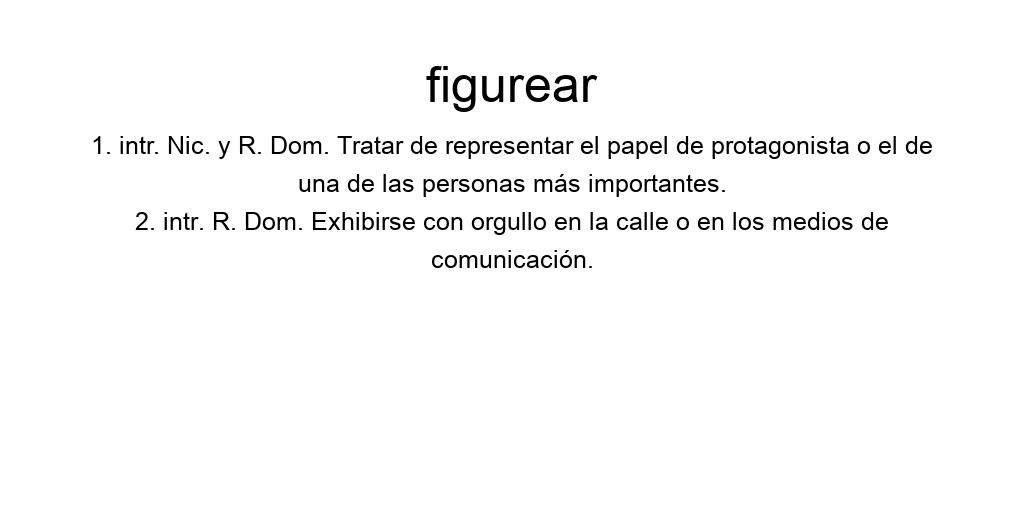 figurear
1. intr. Nic. y R. Dom. Tratar de representar el papel de protagonista o el de
una de las personas más importantes.
2. intr. R. Dom. Exhibirse con orgullo en la calle o en los medios de
comunicación.